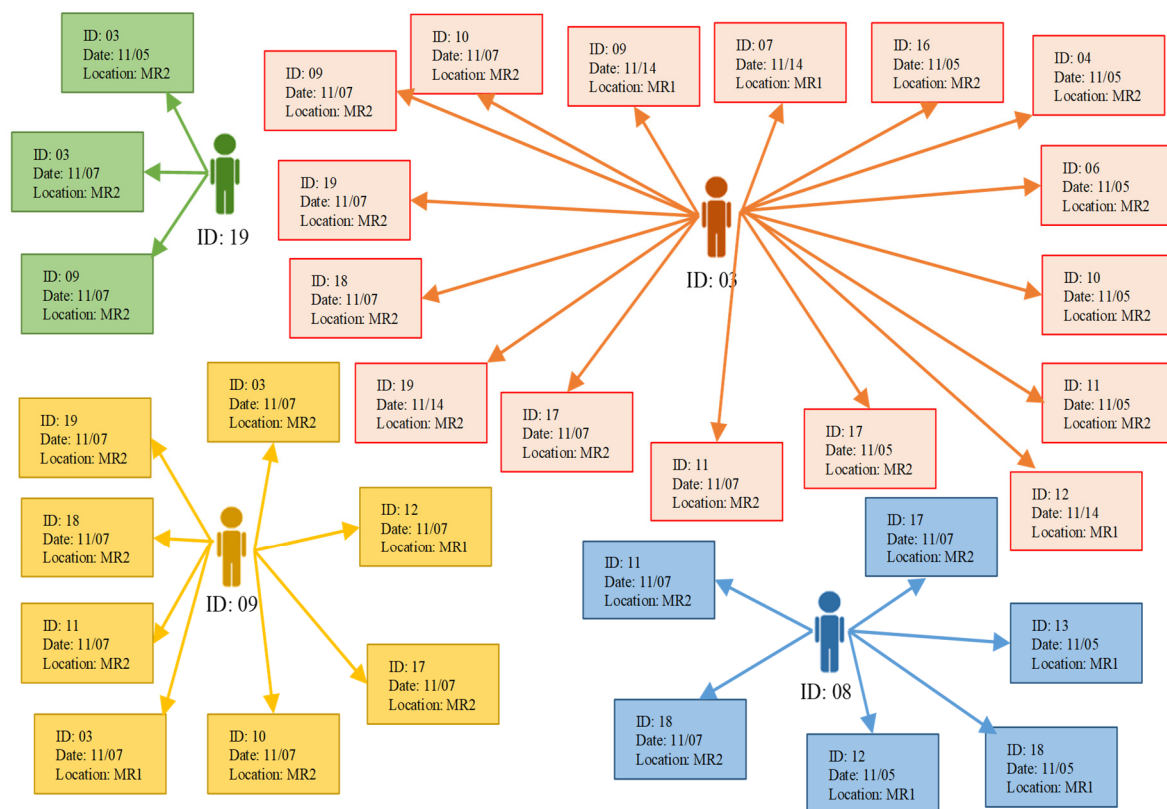 ID: 03
Date: 11/05
Location: MR2
ID: 03
Date: 11/07
Location: MR2
ID: 09
Date: 11/07
Location: MR2
ID: 19
ID: 09
Date: 11/07
Location: MR2
ID: 10
Date: 11/07
Location: MR2
ID: 09
Date: 11/14
Location: MR1
ID: 07
Date: 11/14
Location: MR1
ID: 16
Date: 11/05
Location: MR2
ID: 04
Date: 11/05
Location: MR2
ID: 19
Date: 11/07
Location: MR2
ID: 06
Date: 11/05
Location: MR2
ID: 18
Date: 11/07
Location: MR2
ID: 03
ID: 10
Date: 11/05
Location: MR2
ID: 19
Date: 11/14
Location: MR2
ID: 17
Date: 11/07
Location: MR2
ID: 11
Date: 11/07
Location: MR2
ID: 17
Date: 11/05
Location: MR2
ID: 11
Date: 11/05
Location: MR2
ID: 12
Date: 11/14
Location: MR1
ID: 19
Date: 11/07
Location: MR2
ID: 03
Date: 11/07
Location: MR2
ID: 18
Date: 11/07
Location: MR2
ID: 12
Date: 11/07
Location: MR1
ID: 09
ID: 11
Date: 11/07
Location: MR2
ID: 17
Date: 11/07
Location: MR2
ID: 03
Date: 11/07
Location: MR1
ID: 10
Date: 11/07
Location: MR2
ID: 11
Date: 11/07
Location: MR2
ID: 17
Date: 11/07
Location: MR2
ID: 13
Date: 11/05
Location: MR1
ID: 08
ID: 18
Date: 11/07
Location: MR2
ID: 12
Date: 11/05
Location: MR1
ID: 18
Date: 11/05
Location: MR1